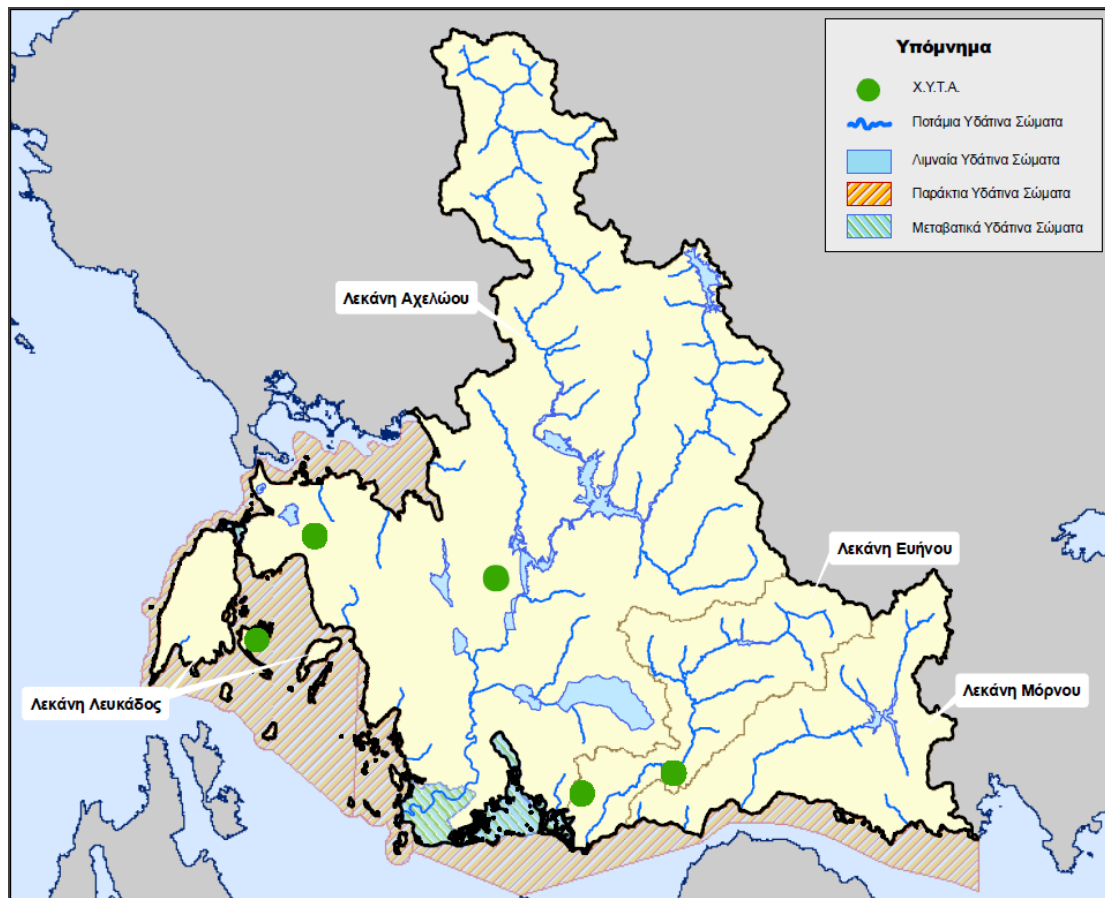 Υπόμνημα
Χ.Υ.Τ.Α.
Ποτάμια Υδάτινα Σώματα
Λιμναία Υδάτινα Σώματα
Παράκτια Υδάτινα Σώματα
Μεταβατικά Υδάτινα Σώματα
Λεκάνη Αχελώου
Λεκάνη Ευήνου
Λεκάνη Λευκάδος
Λεκάνη Μόρνου